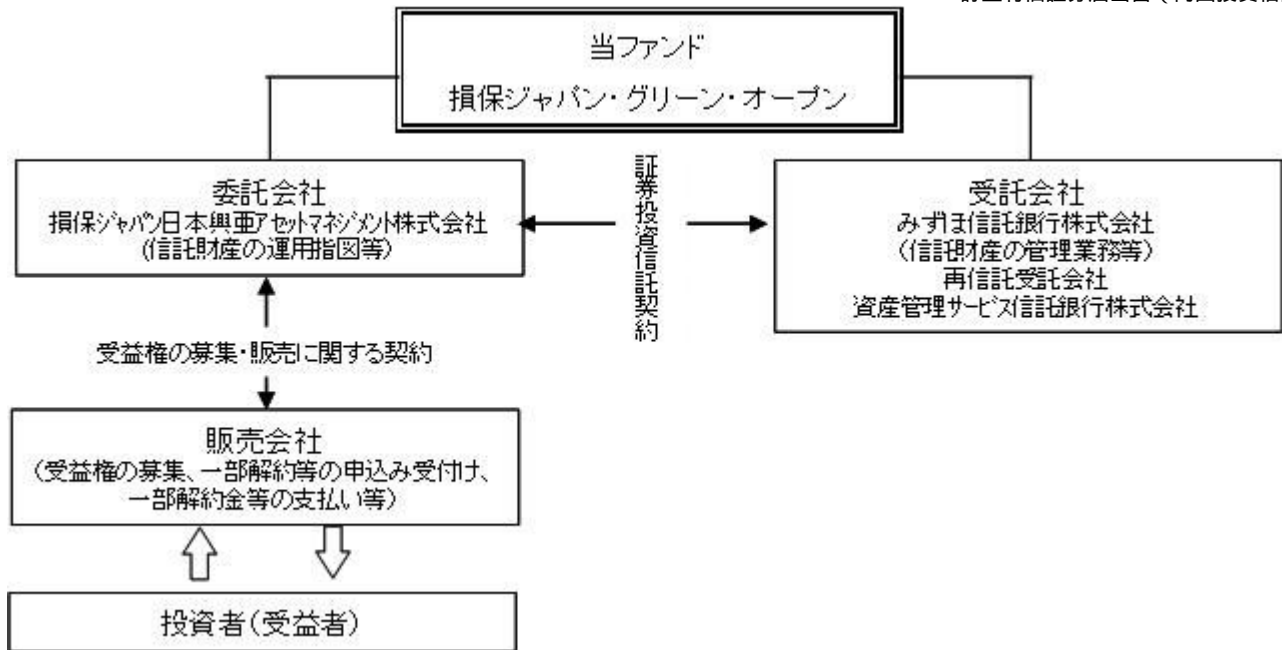 当ファンド
損保ジャパン・グリーン・オープン
委託会社
損保ジャパン日本興亜アセットマネジメント株式会社
(信託財産の運用指図等)
証券投資信託契約
受託会社
みずほ信託銀行株式会社
(信託財産の管理業務等)
再信託受託会社
資産管理サービス信託銀行株式会社
受益権の募集・販売に関する契約
販売会社
(受益権の募集、一部解約等の申込み受付け、
一部解約金等の支払い等)
投資者(受益者)